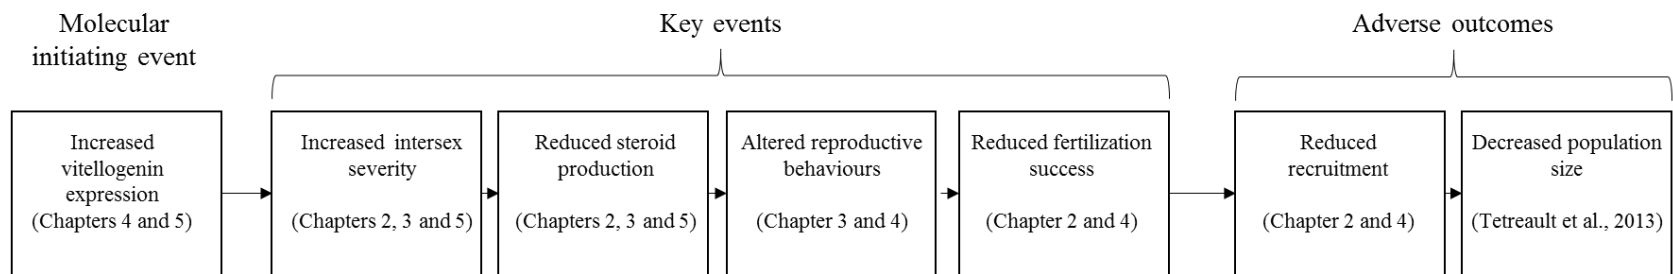 Molecular
initiating event
Key events
Adverse outcomes
Increased
vitellogenin
expression
(Chapters 4 and 5)
Increased intersex
severity
(Chapters 2, 3 and 5)
Reduced steroid
production
(Chapters 2, 3 and 5)
Altered reproductive
behaviours
(Chapter 3 and 4)
Reduced fertilization
success
(Chapter 2 and 4)
Reduced
recruitment
(Chapter 2 and 4)
Decreased population
size
(Tetreault et al., 2013)